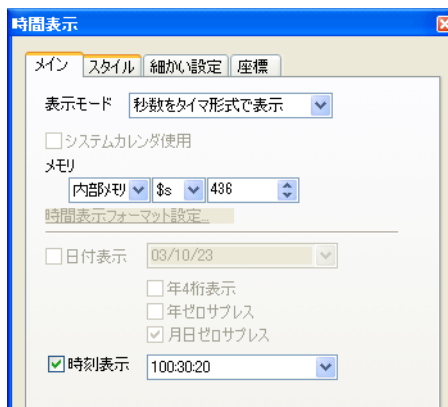 時間表示
メイン スタイル 細かい設定 座標
表示モード 秒数をタイマ形式で表示
システムカレンダ使用
メモリ
内部メモリ $s 436
時間表示フォーマット設定...
日付表示 03/10/23
年4桁表示
年ゼロサプレス
月日ゼロサプレス
時刻表示 100:30:20